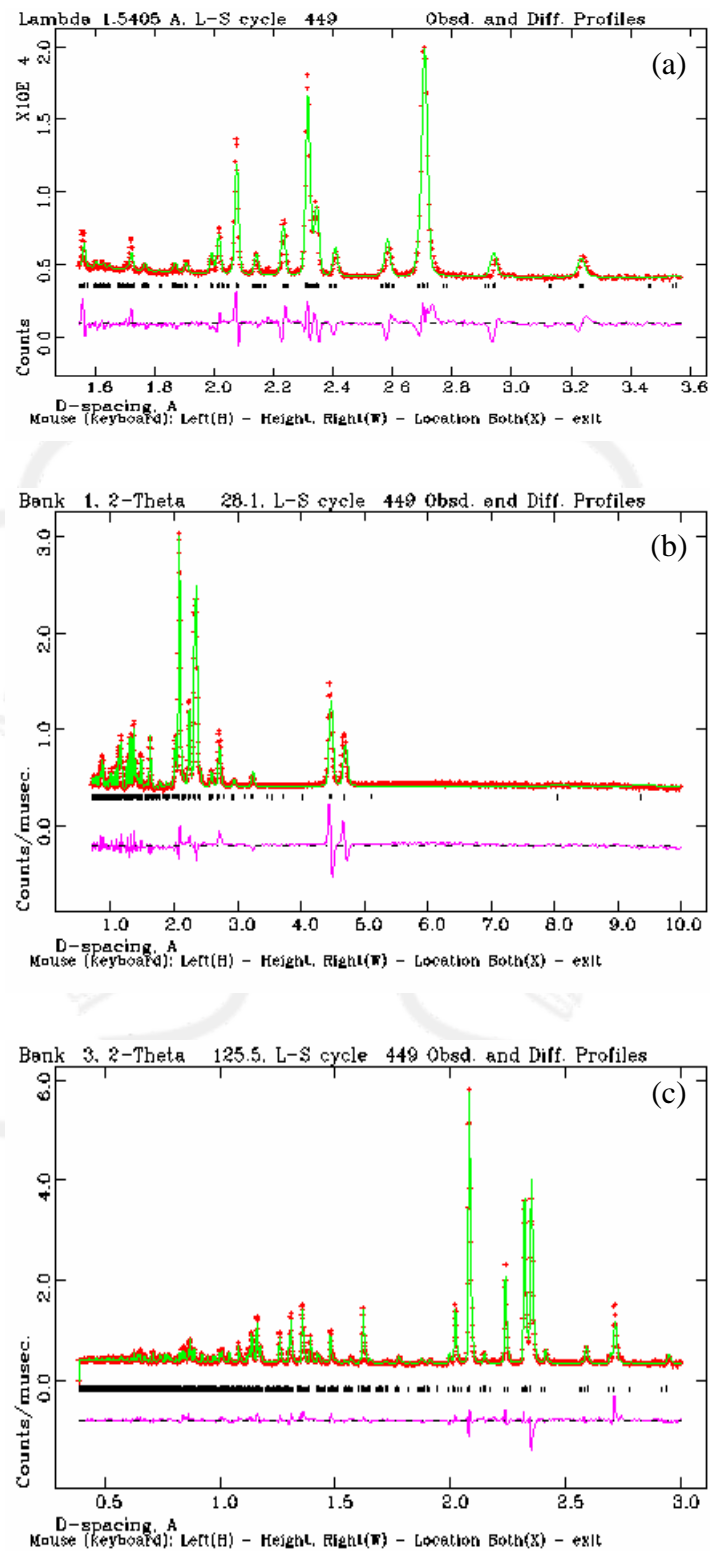 Lambda 1.5405 A, L-S cycle 449 Obsd. and Diff. Profiles
(a)
X10E 4
2.0
1.5
1.0
0.5
0.0
Counts
1.6 1.8 2.0 2.2 2.4 2.6 2.8 3.0 3.2 3.4 3.6
D-spacing, A
Mouse (keyboard): Left(H) - Height, Right(W) - Location Both(X) - exit
Bank 1, 2-Theta 28.1, L-S cycle 449 Obsd. and Diff. Profiles
(b)
3.0
2.0
1.0
0.0
Counts/musec.
1.0 2.0 3.0 4.0 5.0 6.0 7.0 8.0 9.0 10.0
D-spacing, A
Mouse (keyboard): Left(H) - Height, Right(W) - Location Both(X) - exit
Bank 3, 2-Theta 125.5, L-S cycle 449 Obsd. and Diff. Profiles
(c)
6.0
4.0
2.0
0.0
Counts/musec.
0.5 1.0 1.5 2.0 2.5 3.0
D-spacing, A
Mouse (keyboard): Left(H) - Height, Right(W) - Location Both(X) - exit